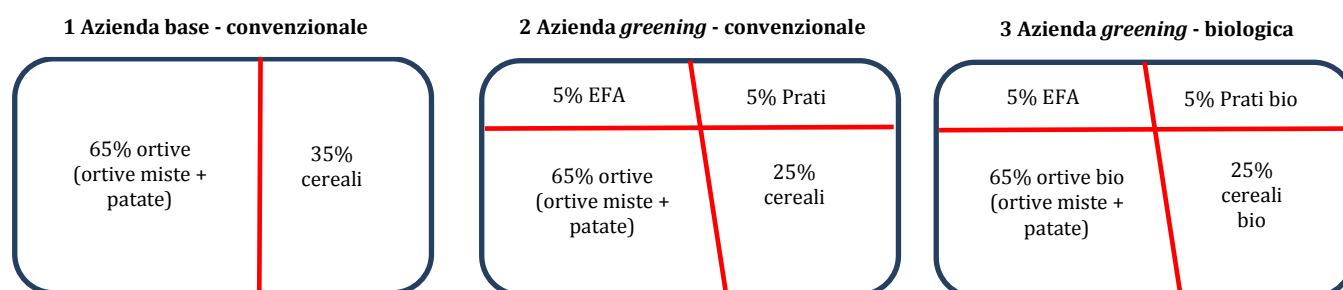 1 Azienda base - convenzionale
65% ortive
(ortive miste +
patate)
35%
cereali
2 Azienda greening - convenzionale
5% EFA
5% Prati
65% ortive
(ortive miste +
patate)
25%
cereali
3 Azienda greening - biologica
5% EFA
5% Prati bio
65% ortive bio
(ortive miste +
patate)
25%
cereali
bio